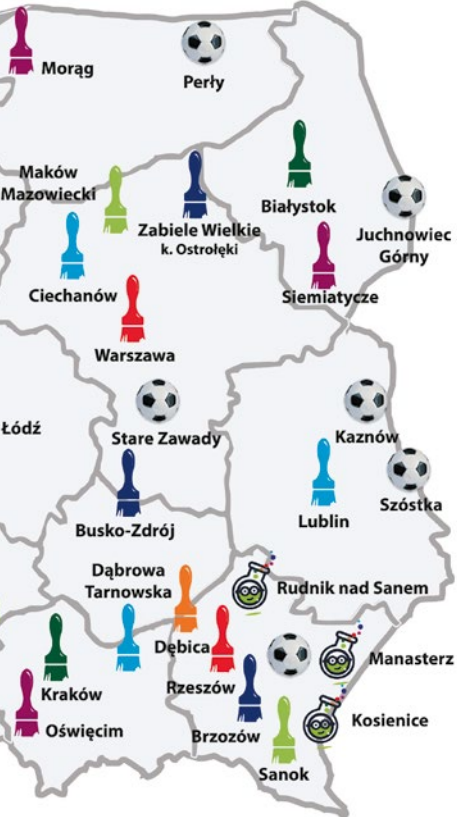 Morąg
Perły
Maków
Mazowiecki
Zabiele Wielkie
k. Ostrołęki
Białystok
Juchnowiec
Górny
Ciechanów
Siemiatycze
Warszawa
Łódź
Stare Zawady
Kaznów
Szóstka
Lublin
Busko-Zdrój
Dąbrowa
Tarnowska
Rudnik nad Sanem
Dębica
Manasterz
Rzeszów
Kraków
Kosienice
Oświęcim
Brzozów
Sanok